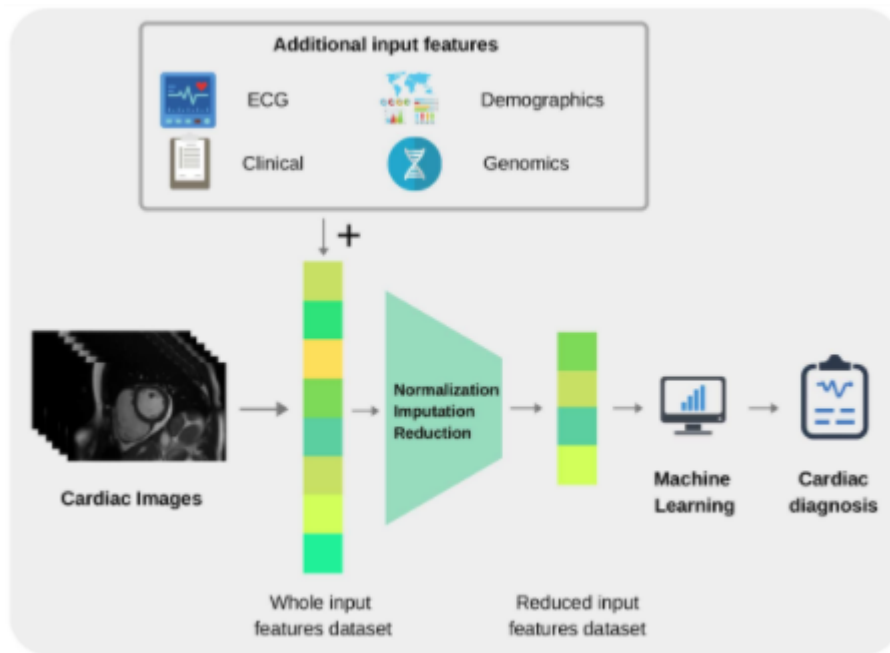 Additional input features
ECG
Demographics
Clinical
Genomics
+
Normalization
Imputation
Reduction
Cardiac Images
Machine
Learning
Cardiac
diagnosis
Whole input
features dataset
Reduced input
features dataset